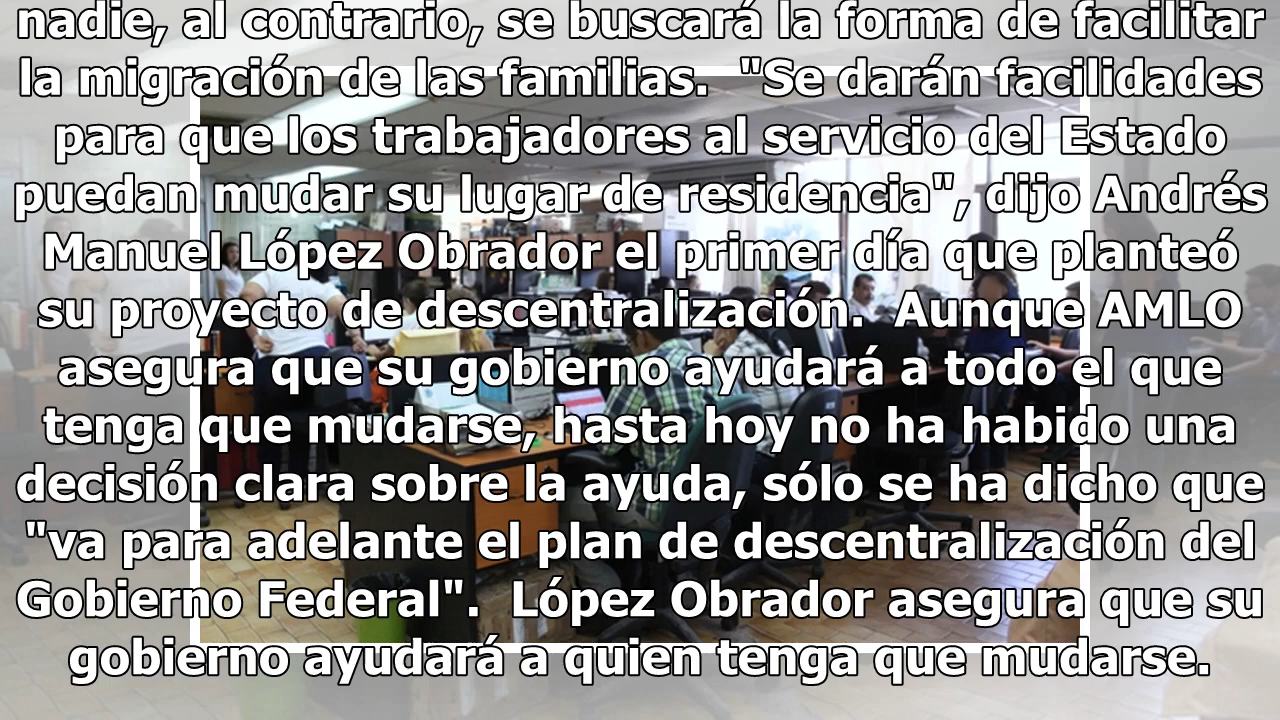 nadie, al contrario, se buscará la forma de facilitar
la migración de las familias.  "Se darán facilidades
para que los trabajadores al servicio del Estado
puedan mudar su lugar de residencia", dijo Andrés
Manuel López Obrador el primer día que planteó
su proyecto de descentralización.  Aunque AMLO
asegura que su gobierno ayudará a todo el que
tenga que mudarse, hasta hoy no ha habido una
decisión clara sobre la ayuda, sólo se ha dicho que
"va para adelante el plan de descentralización del
Gobierno Federal".  López Obrador asegura que su
gobierno ayudará a quien tenga que mudarse.